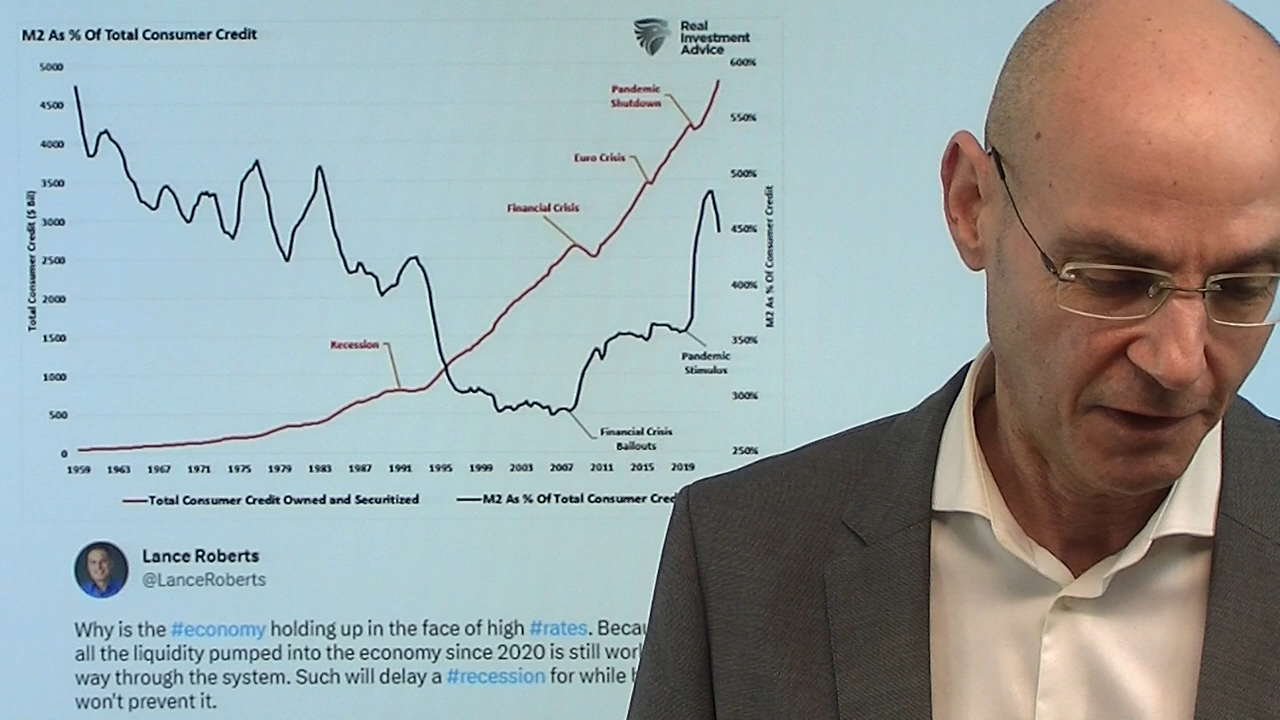 M2 As % Of Total Consumer Credit
Real
Investment
Advice
5000
4500
4000
3500
3000
2500
2000
1500
1000
500
0
Total Consumer Credit ($ Bil)
600%
550%
500%
450%
400%
350%
300%
250%
M2 As % Of Consumer Credit
Pandemic
Shutdown
Euro Crisis
Financial Crisis
Recession
Pandemic
Stimulus
Financial Crisis
Bailouts
1959 1963 1967 1971 1975 1979 1983 1987 1991 1995 1999 2003 2007 2011 2015 2019
Total Consumer Credit Owned and Securitized
M2 As % Of Total Consumer Cred
Lance Roberts
@LanceRoberts
Why is the #economy holding up in the face of high #rates. Becau
all the liquidity pumped into the economy since 2020 is still wor
way through the system. Such will delay a #recession for while
won't prevent it.